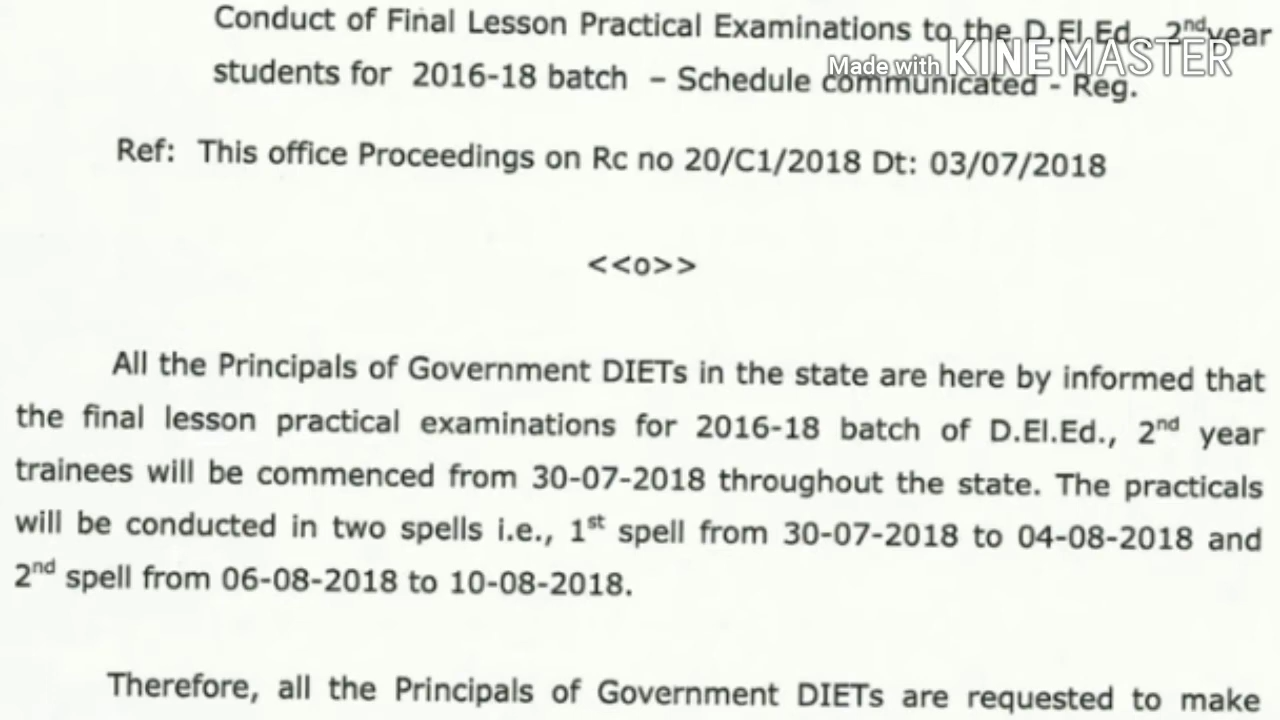 Conduct of Final Lesson Practical Examinations to the D.El.Ed., 2nd year
Made with KINEMASTER
students for 2016-18 batch – Schedule communicated - Reg.
Ref: This office Proceedings on Rc no 20/C1/2018 Dt: 03/07/2018
<<o>>
All the Principals of Government DIETs in the state are here by informed that
the final lesson practical examinations for 2016-18 batch of D.El.Ed., 2nd year
trainees will be commenced from 30-07-2018 throughout the state. The practicals
will be conducted in two spells i.e., 1st spell from 30-07-2018 to 04-08-2018 and
2nd spell from 06-08-2018 to 10-08-2018.
Therefore, all the Principals of Government DIETs are requested to make